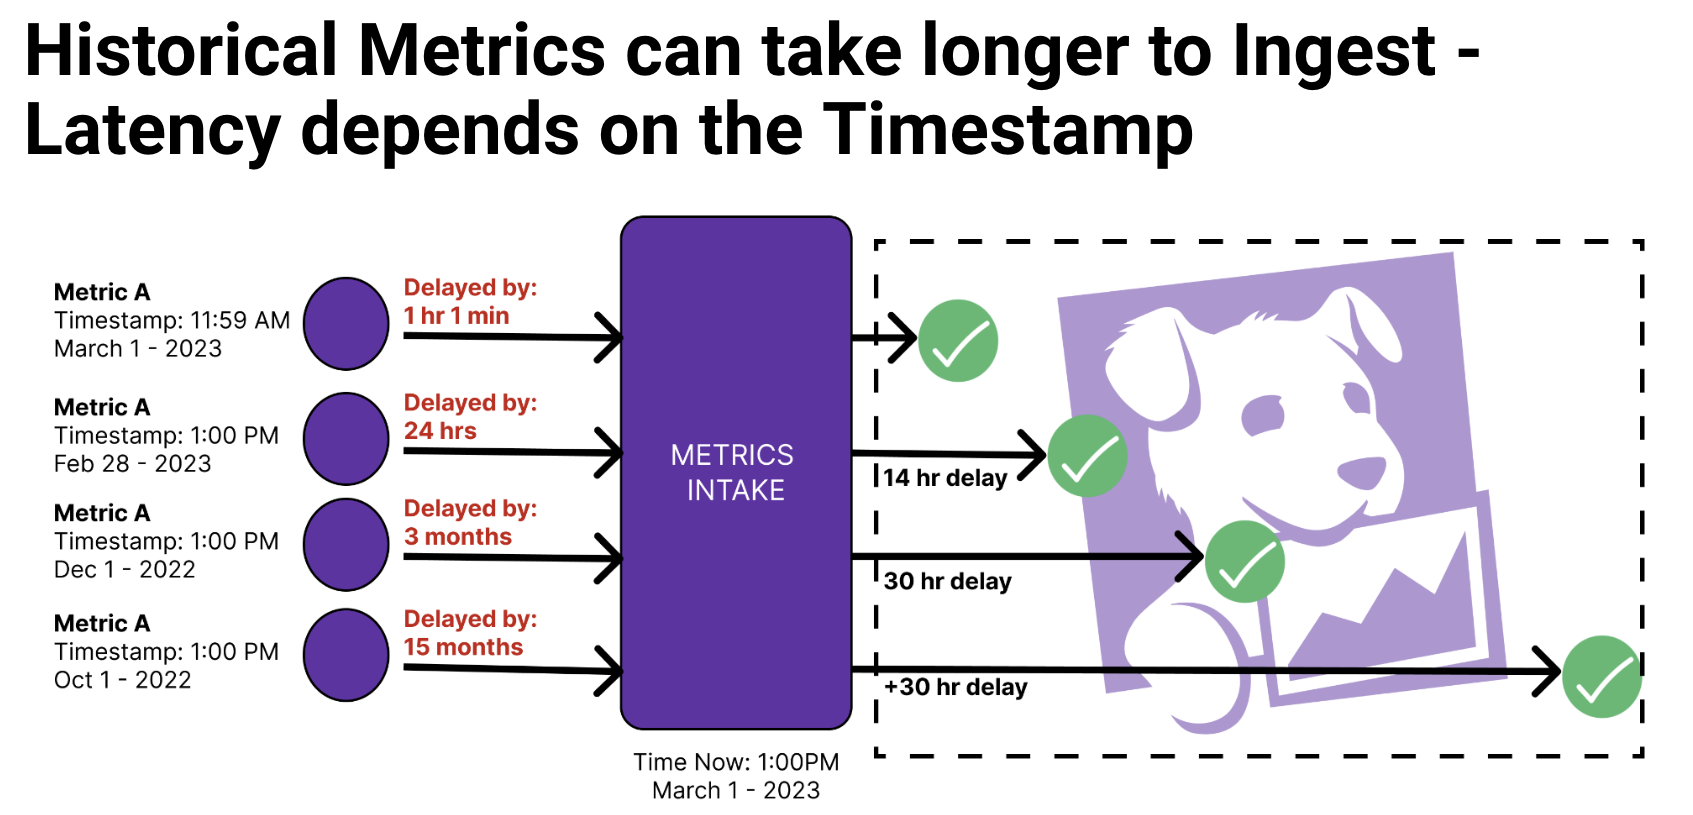 Historical Metrics can take longer to Ingest -
Latency depends on the Timestamp
Metric A
Timestamp: 11:59 AM
March 1 - 2023
Delayed by:
1 hr 1 min
Metric A
Timestamp: 1:00 PM
Feb 28 - 2023
Delayed by:
24 hrs
Metric A
Timestamp: 1:00 PM
Dec 1 - 2022
Delayed by:
3 months
Metric A
Timestamp: 1:00 PM
Oct 1 - 2022
Delayed by:
15 months
METRICS
INTAKE
14 hr delay
30 hr delay
+30 hr delay
Time Now: 1:00PM
March 1 - 2023